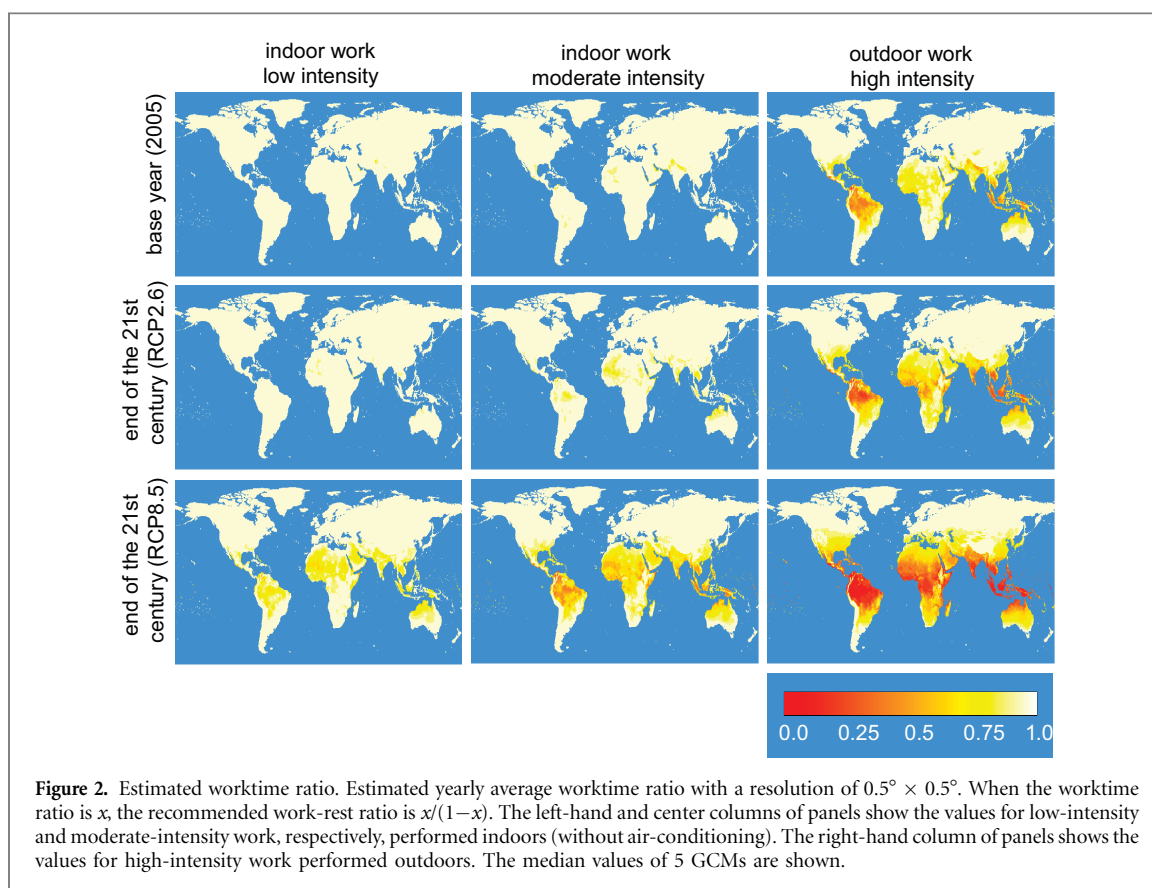 indoor work
low intensity
indoor work
moderate intensity
outdoor work
high intensity
base year (2005)
end of the 21st
century (RCP2.6)
end of the 21st
century (RCP8.5)
0.0 0.25 0.5 0.75 1.0
Figure 2. Estimated worktime ratio. Estimated yearly average worktime ratio with a resolution of 0.5° × 0.5°. When the worktime
ratio is x, the recommended work-rest ratio is x/(1−x). The left-hand and center columns of panels show the values for low-intensity
and moderate-intensity work, respectively, performed indoors (without air-conditioning). The right-hand column of panels shows the
values for high-intensity work performed outdoors. The median values of 5 GCMs are shown.